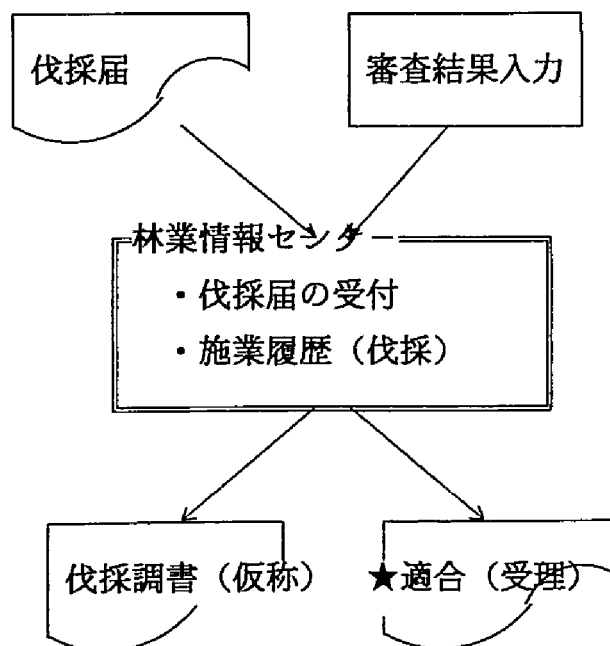 伐採届
審査結果入力
林業情報センター
・伐採届の受付
・施業履歴（伐採）
伐採調書（仮称）
★適合（受理）